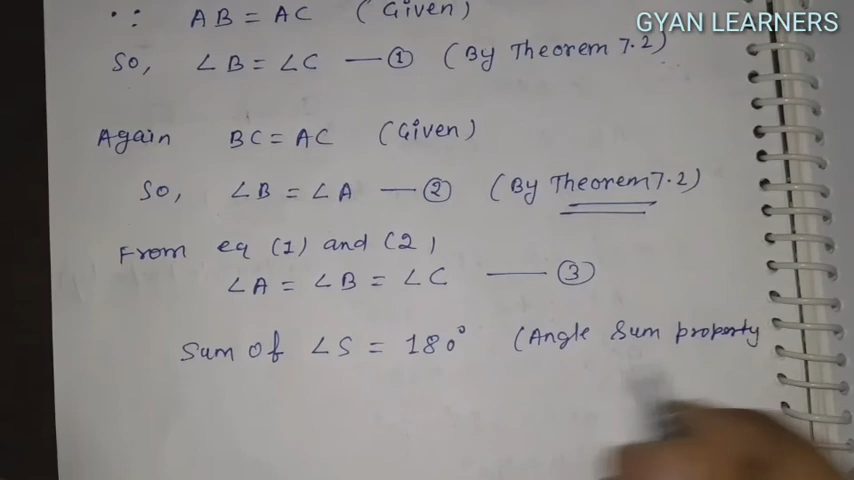 ∵ AB = AC (Given)
GYAN LEARNERS
So, ∠B = ∠C — ① (By Theorem 7.2)
Again BC = AC (Given)
So, ∠B = ∠A — ② (By Theorem 7.2)
From eq (1) and (2)
∠A = ∠B = ∠C — ③
Sum of ∠S = 180° (Angle Sum property